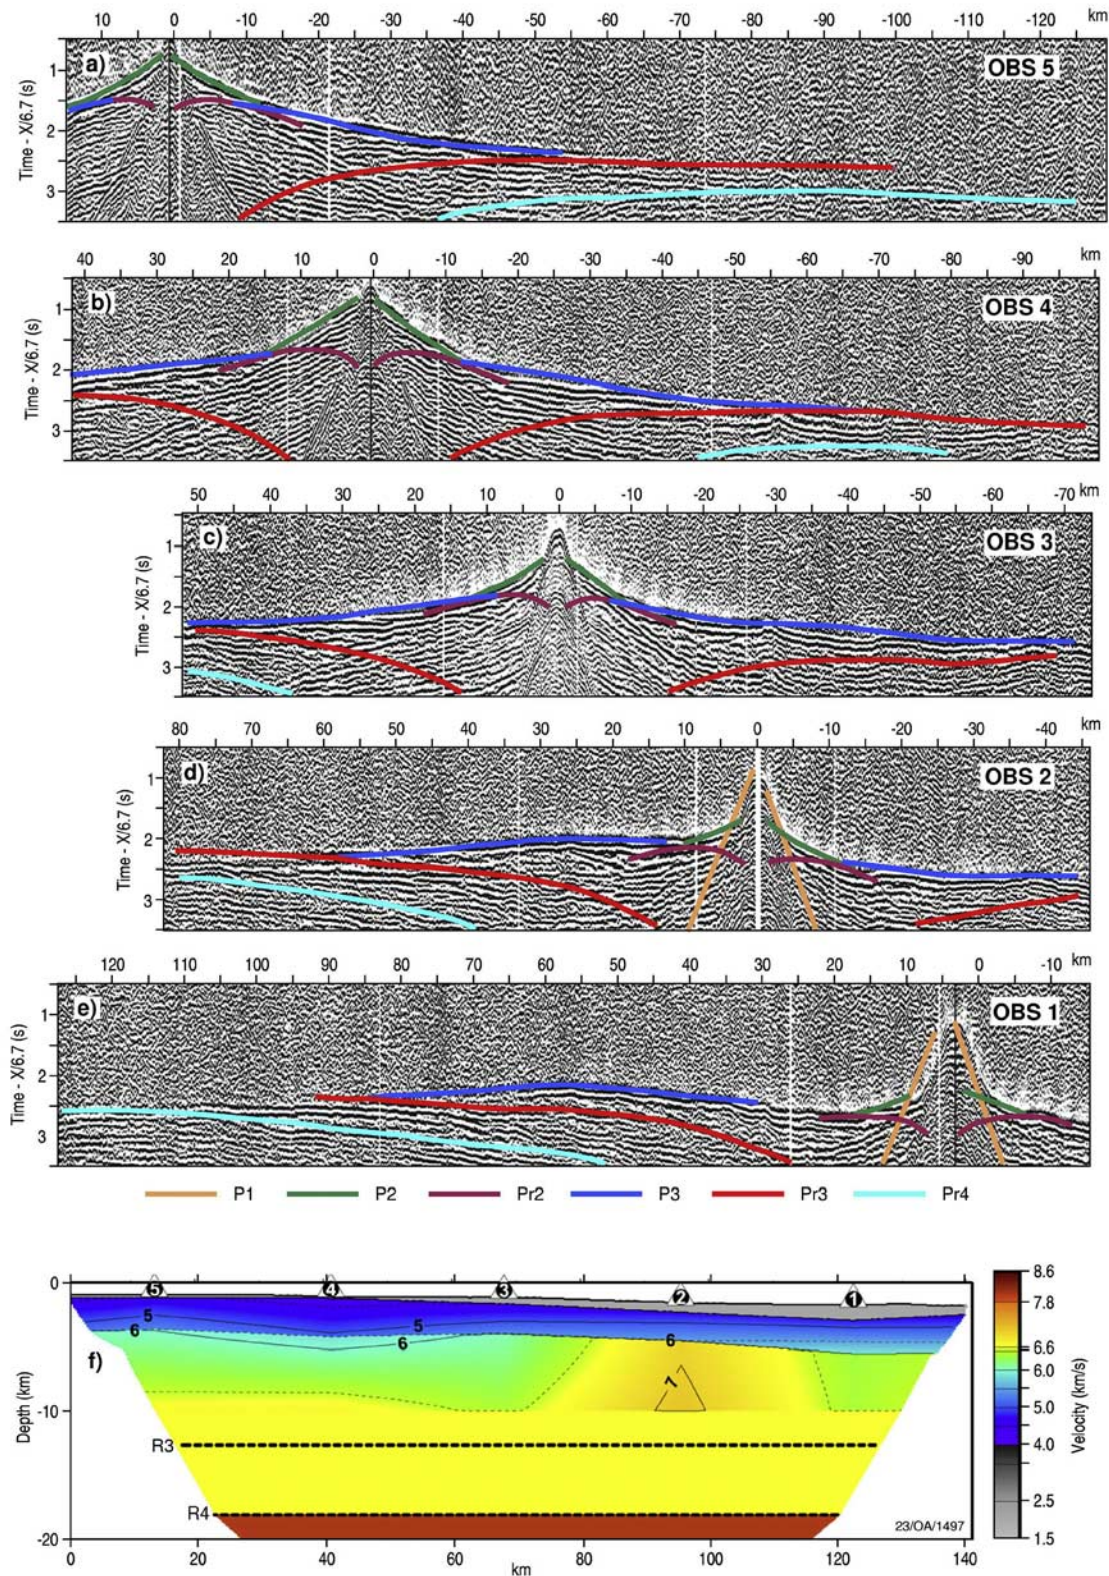 10 0 -10 -20 -30 -40 -50 -60 -70 -80 -90 -100 -110 -120 km
a) OBS 5
Time - X/6.7 (s)
1
2
3
40 30 20 10 0 -10 -20 -30 -40 -50 -60 -70 -80 -90 km
b) OBS 4
Time - X/6.7 (s)
1
2
3
50 40 30 20 10 0 -10 -20 -30 -40 -50 -60 -70 km
c) OBS 3
Time - X/6.7 (s)
1
2
3
80 70 60 50 40 30 20 10 0 -10 -20 -30 -40 km
d) OBS 2
Time - X/6.7 (s)
1
2
3
120 110 100 90 80 70 60 50 40 30 20 10 0 -10 km
e) OBS 1
Time - X/6.7 (s)
1
2
3
P1 P2 Pr2 P3 Pr3 Pr4
0
-10
-20
Depth (km)
5 4 3 2 1
5 5
6 6
7
f)
R3
R4
23/OA/1497
0 20 40 60 80 100 120 140
km
8.6
7.8
6.6
6.0
5.0
4.0
2.5
1.5
Velocity (km/s)